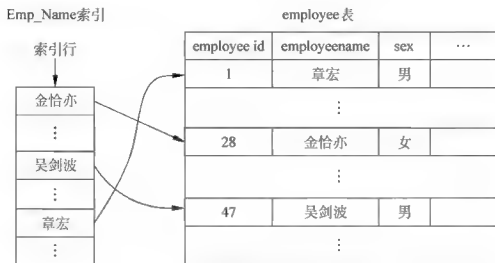 Emp_Name索引
employee表
索引行
employee id employeename sex …
1 章宏 男
⋮
28 金恰亦 女
⋮
47 吴剑波 男
⋮
金恰亦
⋮
吴剑波
⋮
章宏
⋮